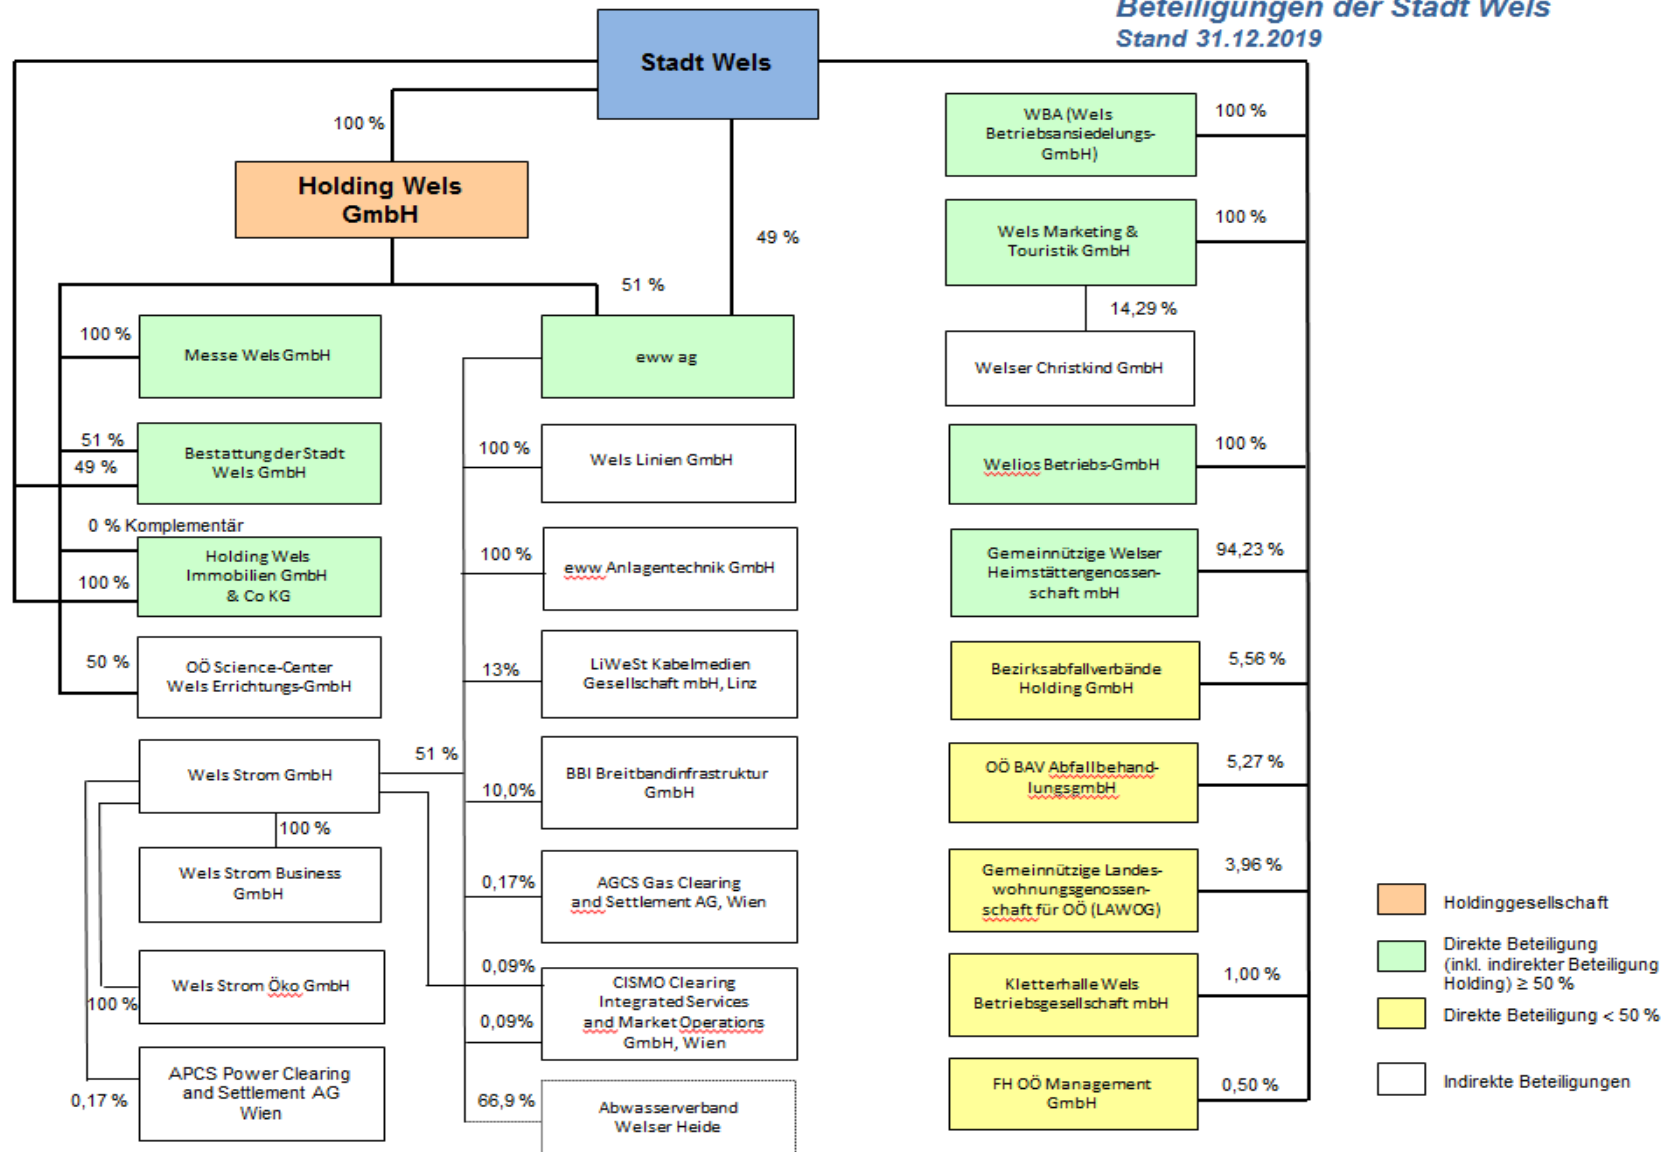 Beteiligungen der Stadt Wels
Stand 31.12.2019
Stadt Wels
100 %
Holding Wels
GmbH
49 %
51 %
100 %
Messe Wels GmbH
eww ag
51 %
49 %
Bestattung der Stadt
Wels GmbH
0 % Komplementär
100 %
Holding Wels
Immobilien GmbH
& Co KG
50 %
OÖ Science-Center
Wels Errichtungs-GmbH
Wels Strom GmbH
51 %
100 %
Wels Strom Business
GmbH
Wels Strom Öko GmbH
100 %
APCS Power Clearing
and Settlement AG
Wien
0,17 %
100 %
Wels Linien GmbH
100 %
eww Anlagentechnik GmbH
13%
LiWeSt Kabelmedien
Gesellschaft mbH, Linz
10,0%
BBI Breitbandinfrastruktur
GmbH
0,17%
AGCS Gas Clearing
and Settlement AG, Wien
0,09%
0,09%
CISMO Clearing
Integrated Services
and Market Operations
GmbH, Wien
66,9 %
Abwasserverband
Welser Heide
WBA (Wels
Betriebsansiedelungs-
GmbH)
100 %
Wels Marketing &
Touristik GmbH
100 %
14,29 %
Welser Christkind GmbH
Welios Betriebs-GmbH
100 %
Gemeinnützige Welser
Heimstättengenossen-
schaft mbH
94,23 %
Bezirksabfallverbände
Holding GmbH
5,56 %
OÖ BAV Abfallbehand-
lungsgmbH
5,27 %
Gemeinnützige Landes-
wohnungsgenossen-
schaft für OÖ (LAWOG)
3,96 %
Kletterhalle Wels
Betriebsgesellschaft mbH
1,00 %
FH OÖ Management
GmbH
0,50 %
Holdinggesellschaft
Direkte Beteiligung
(inkl. indirekter Beteiligung
Holding) ≥ 50 %
Direkte Beteiligung < 50 %
Indirekte Beteiligungen